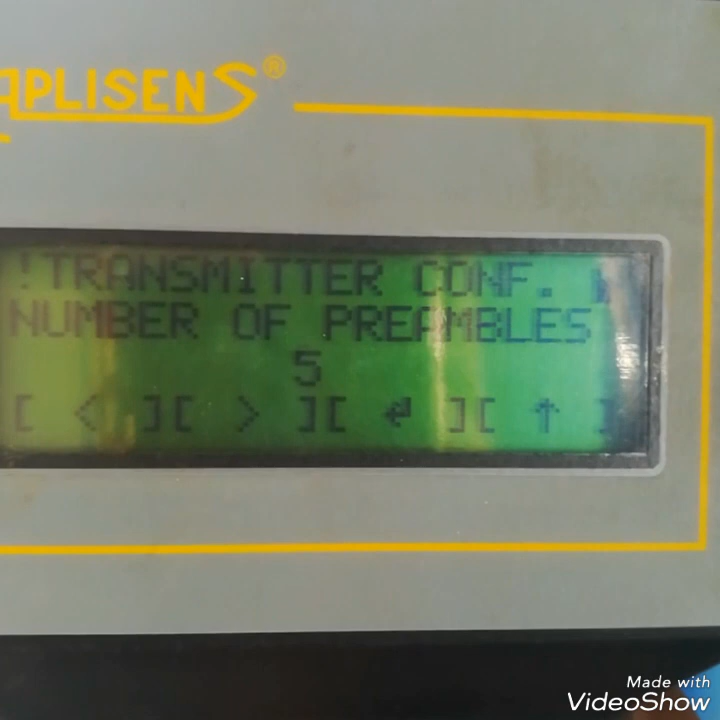 APLISENS®
!TRANSMITTER CONF.
NUMBER OF PREAMBLES
5
[ < ][ > ][ ↵ ][ ↑ ]
Made with
VideoShow